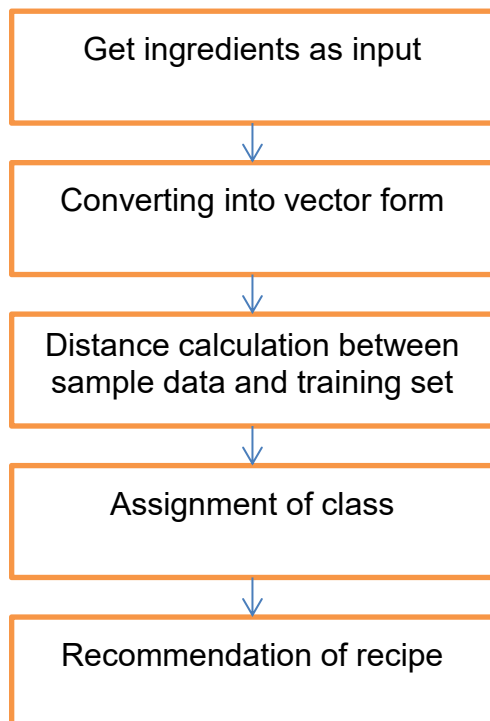 Get ingredients as input
Converting into vector form
Distance calculation between
sample data and training set
Assignment of class
Recommendation of recipe